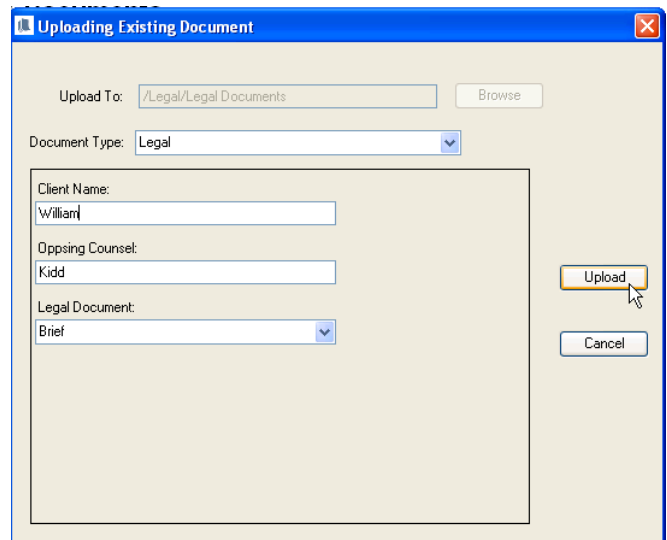 Uploading Existing Document
Upload To: /Legal/Legal Documents Browse
Document Type: Legal
Client Name:
William
Oppsing Counsel:
Kidd
Upload
Legal Document:
Brief
Cancel